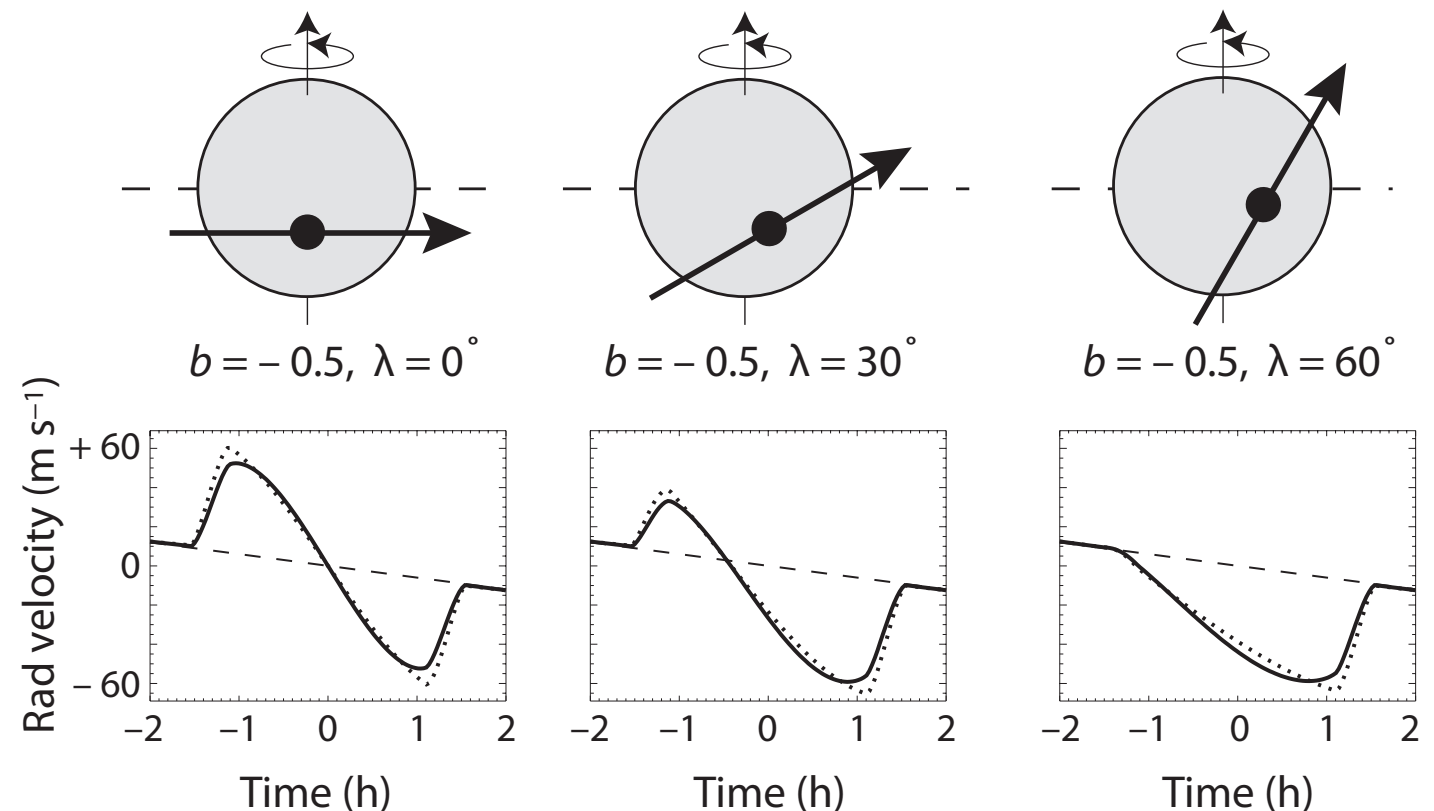 b = – 0.5, λ = 0°
b = – 0.5, λ = 30°
b = – 0.5, λ = 60°
Rad velocity (m s⁻¹)
+ 60
0
– 60
–2 –1 0 1 2
–2 –1 0 1 2
–2 –1 0 1 2
Time (h)
Time (h)
Time (h)